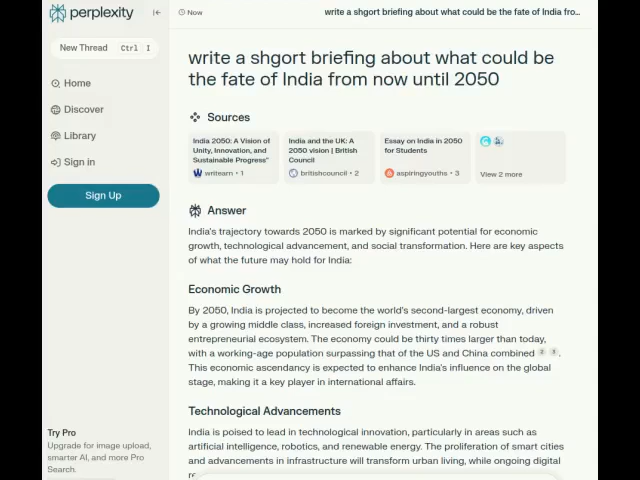 perplexity
Now
write a shgort briefing about what could be the fate of India fro...
New Thread Ctrl I
Home
Discover
Library
Sign in
Sign Up
write a shgort briefing about what could be
the fate of India from now until 2050
Sources
India 2050: A Vision of
Unity, Innovation, and
Sustainable Progress"
writearn • 1
India and the UK: A
2050 vision | British
Council
britishcouncil • 2
Essay on India in 2050
for Students
aspiringyouths • 3
View 2 more
Answer
India's trajectory towards 2050 is marked by significant potential for economic
growth, technological advancement, and social transformation. Here are key aspects
of what the future may hold for India:
Economic Growth
By 2050, India is projected to become the world's second-largest economy, driven
by a growing middle class, increased foreign investment, and a robust
entrepreneurial ecosystem. The economy could be thirty times larger than today,
with a working-age population surpassing that of the US and China combined 2 3 .
This economic ascendancy is expected to enhance India's influence on the global
stage, making it a key player in international affairs.
Technological Advancements
India is poised to lead in technological innovation, particularly in areas such as
artificial intelligence, robotics, and renewable energy. The proliferation of smart cities
and advancements in infrastructure will transform urban living, while ongoing digital
Try Pro
Upgrade for image upload,
smarter AI, and more Pro
Search.